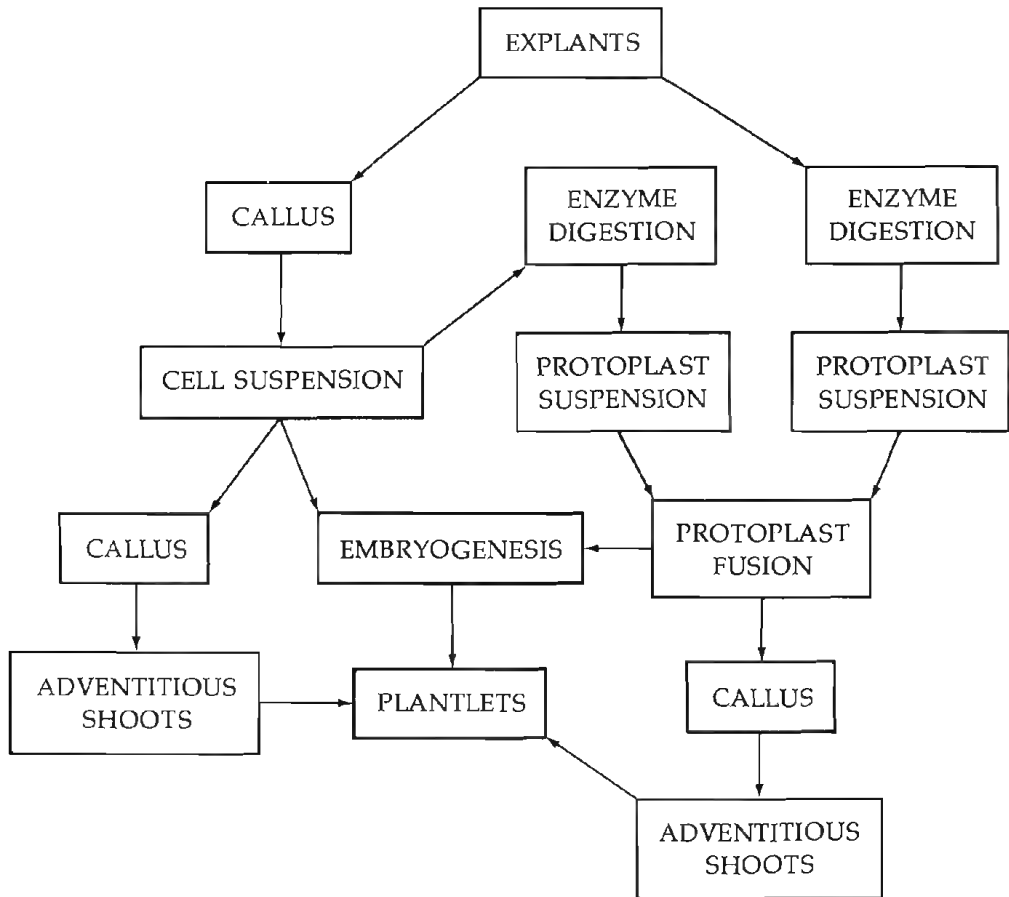 EXPLANTS
CALLUS
ENZYME
DIGESTION
ENZYME
DIGESTION
CELL SUSPENSION
PROTOPLAST
SUSPENSION
PROTOPLAST
SUSPENSION
CALLUS
EMBRYOGENESIS
PROTOPLAST
FUSION
ADVENTITIOUS
SHOOTS
PLANTLETS
CALLUS
ADVENTITIOUS
SHOOTS